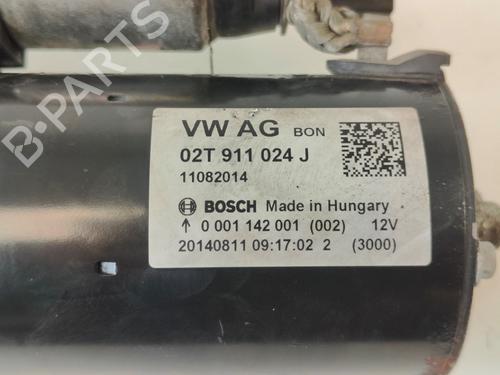 VW AG BON
02T 911 024 J
11082014
BOSCH Made in Hungary
↑ 0 001 142 001 (002) 12V
20140811 09:17:02 2 (3000)
B-PARTS